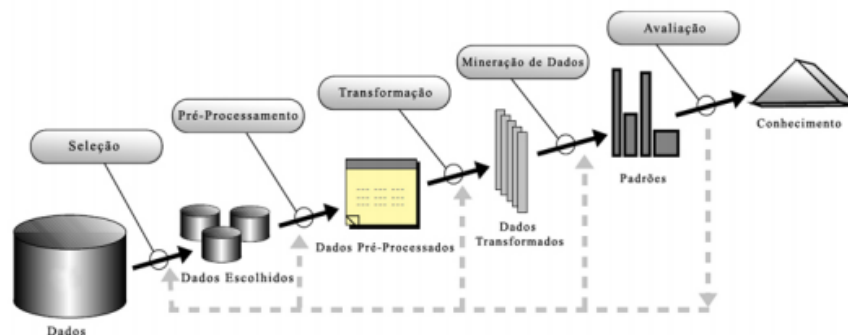 Seleção
Pré-Processamento
Transformação
Mineração de Dados
Avaliação
Dados
Dados Escolhidos
Dados Pré-Processados
Dados
Transformados
Padrões
Conhecimento